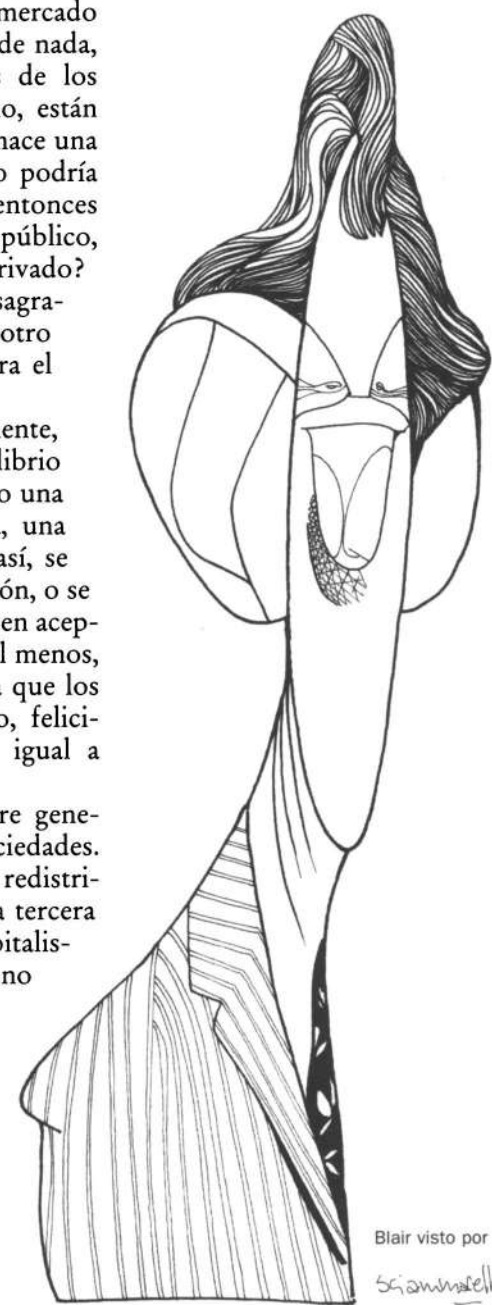 mercado
de nada,
s de los
o, están
hace una
o podría
entonces
público,
rivado?
sagra-
otro
ra el
ente,
librio
o una
, una
así, se
ón, o se
en acep-
l menos,
a que los
o, felici-
igual a
re gene-
ciedades.
redistri-
a tercera
pitalis-
no
Blair visto por